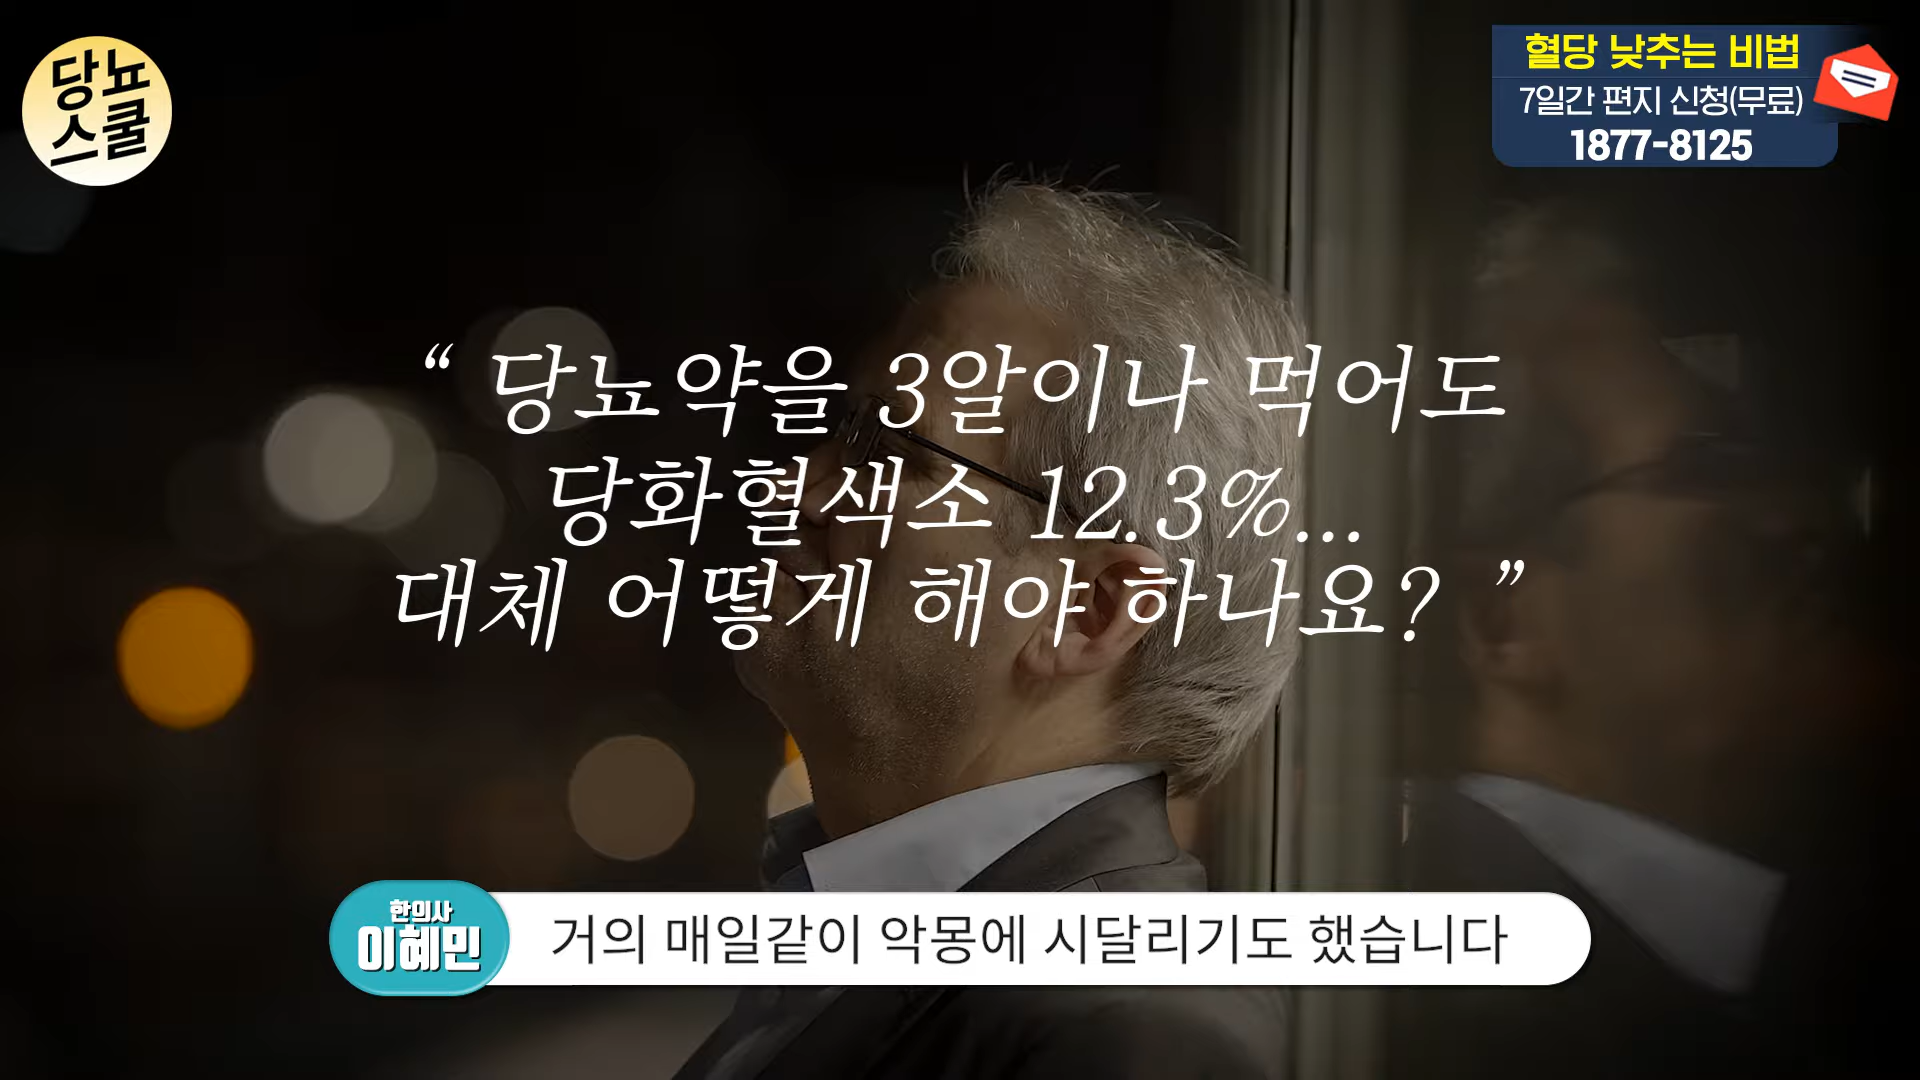 당뇨
스쿨
혈당 낮추는 비법
7일간 편지 신청(무료)
1877-8125
“ 당뇨약을 3알이나 먹어도
당화혈색소 12.3%...
대체 어떻게 해야 하나요? ”
한의사
이혜민
거의 매일같이 악몽에 시달리기도 했습니다